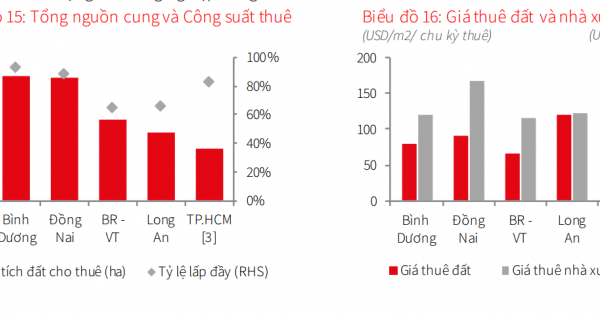 15: Tổng nguồn cung và Công suất thuê
100%
80%
60%
40%
20%
0%
Bình Dương
Đồng Nai
BR - VT
Long An
TP.HCM [3]
tích đất cho thuê (ha)
Tỷ lệ lấp đầy (RHS)
Biểu đồ 16: Giá thuê đất và nhà
(USD/m2/ chu kỳ thuê)
200
150
100
50
0
Bình Dương
Đồng Nai
BR - VT
Long An
Giá thuê đất
Giá thuê nhà